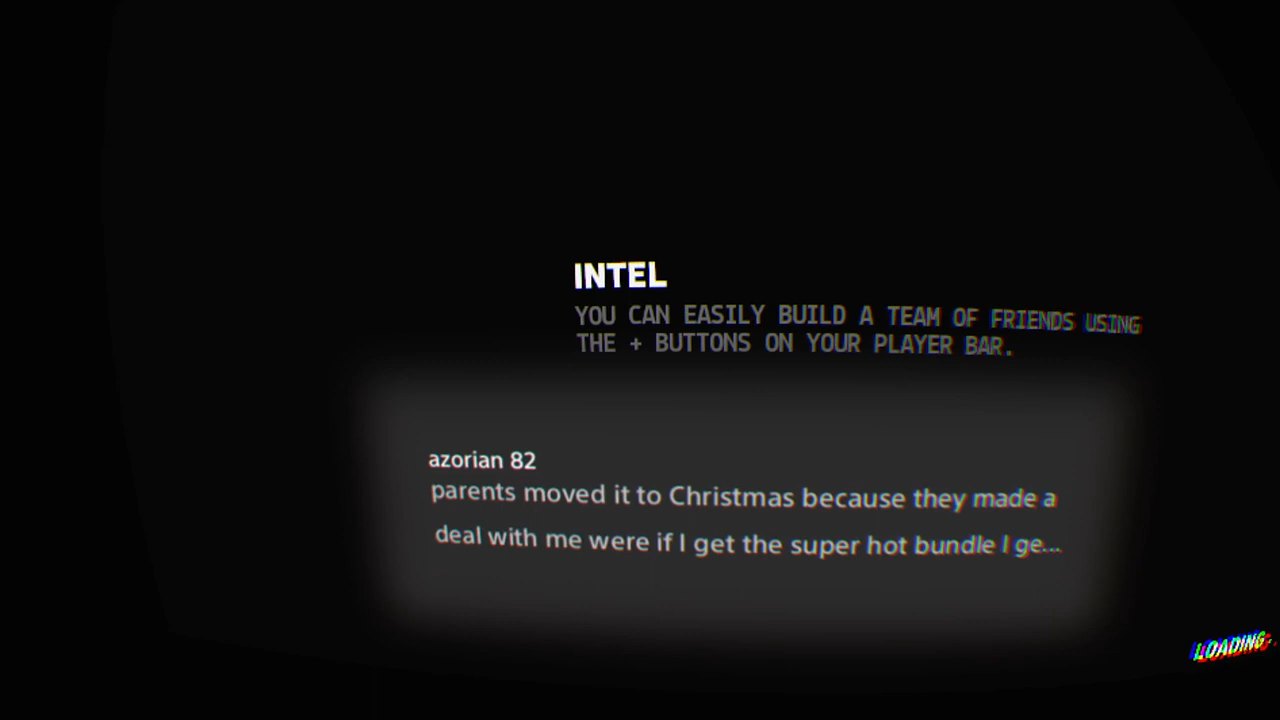 INTEL
YOU CAN EASILY BUILD A TEAM OF FRIENDS USING
THE + BUTTONS ON YOUR PLAYER BAR.
azorian 82
parents moved it to Christmas because they made a
deal with me were if I get the super hot bundle I ge...
LOADING..